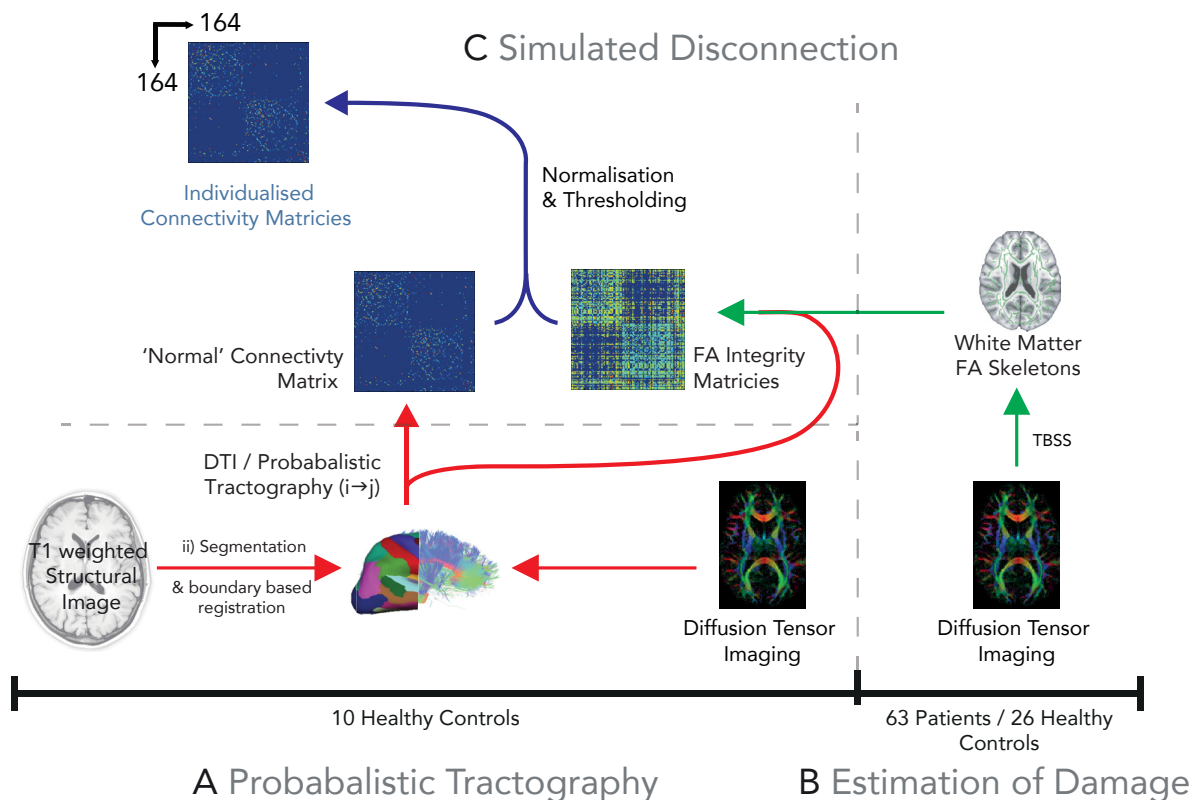 164
164
C Simulated Disconnection
Individualised
Connectivity Matricies
Normalisation
& Thresholding
'Normal' Connectivty
Matrix
FA Integrity
Matricies
White Matter
FA Skeletons
TBSS
DTI / Probabalistic
Tractography (i→j)
T1 weighted
Structural
Image
ii) Segmentation
& boundary based
registration
Diffusion Tensor
Imaging
Diffusion Tensor
Imaging
10 Healthy Controls
63 Patients / 26 Healthy
Controls
A Probabalistic Tractography
B Estimation of Damage